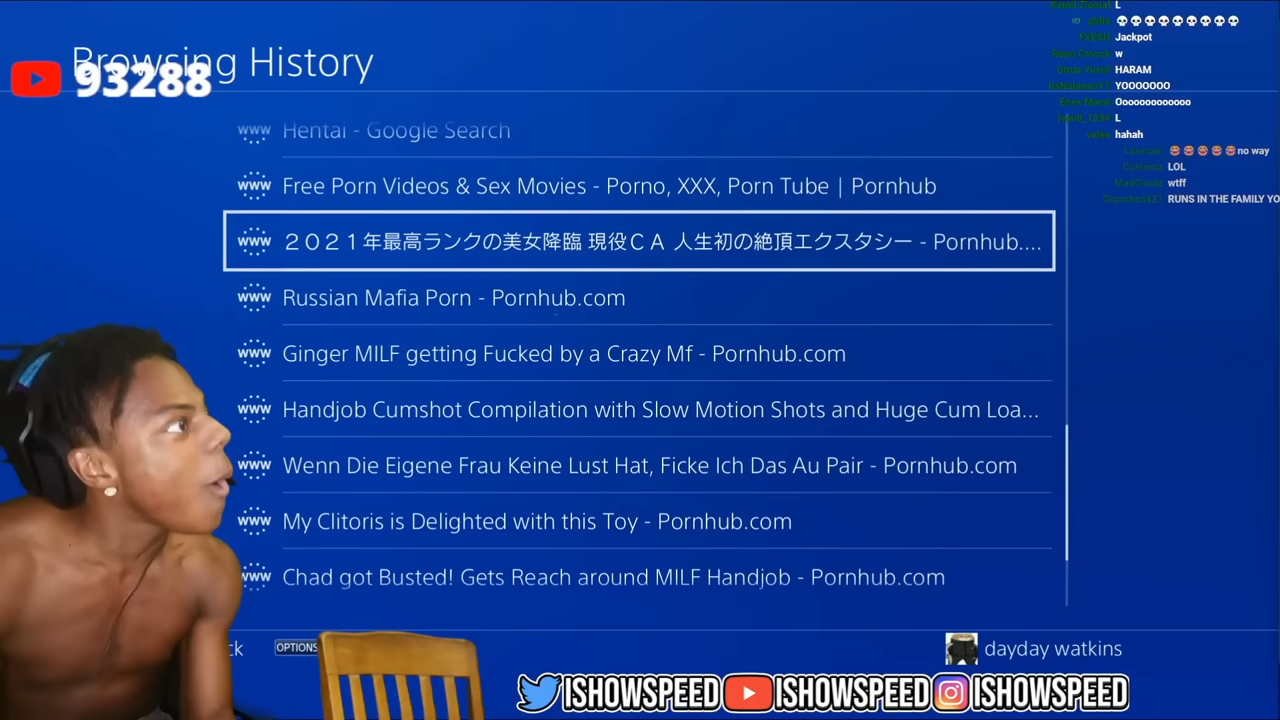 Browsing History
93288
Hentai - Google Search
Free Porn Videos & Sex Movies - Porno, XXX, Porn Tube | Pornhub
2021年最高ランクの美女降臨 現役CA 人生初の絶頂エクスタシー - Pornhub....
Russian Mafia Porn - Pornhub.com
Ginger MILF getting Fucked by a Crazy Mf - Pornhub.com
Handjob Cumshot Compilation with Slow Motion Shots and Huge Cum Loa...
Wenn Die Eigene Frau Keine Lust Hat, Ficke Ich Das Au Pair - Pornhub.com
My Clitoris is Delighted with this Toy - Pornhub.com
Chad got Busted! Gets Reach around MILF Handjob - Pornhub.com
ck
OPTIONS
dayday watkins
ISHOWSPEED ISHOWSPEED ISHOWSPEED
L
💀💀💀💀💀💀💀💀💀
Jackpot
w
HARAM
YOOOOOOO
Oooooooooooo
L
hahah
no way
LOL
wtff
RUNS IN THE FAMILY YO